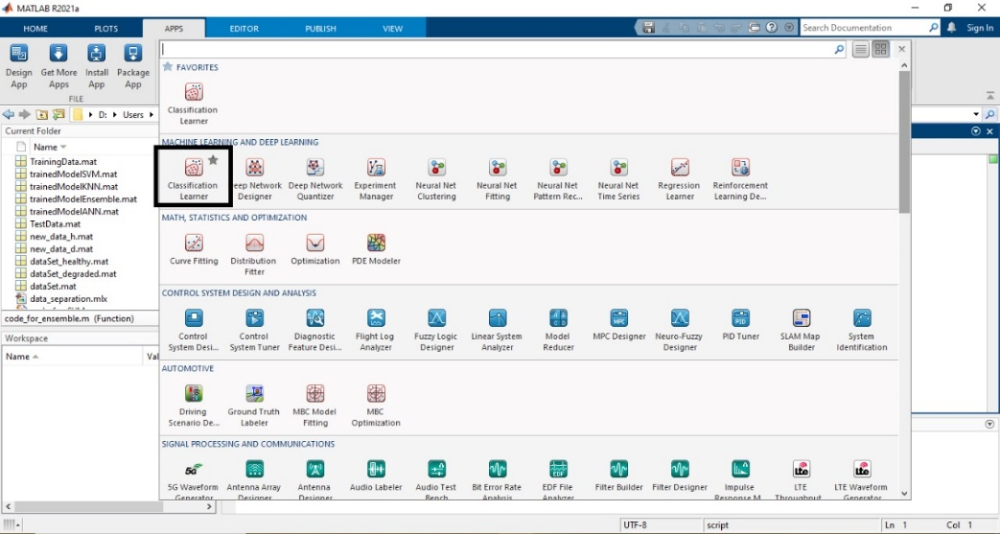 MATLAB R2021a
HOME PLOTS APPS EDITOR PUBLISH VIEW
Search Documentation
Sign In
Design App
Get More Apps
Install App
Package App
FILE
D: Users
Current Folder
Name
TrainingData.mat
trainedModelSVM.mat
trainedModelKNN.mat
trainedModelEnsemble.mat
trainedModelANN.mat
TestData.mat
new_data_h.mat
new_data_d.mat
dataSet_healthy.mat
dataSet_degraded.mat
dataSet.mat
data_separation.mlx
code_for_ensemble.m (Function)
Workspace
Name Val
FAVORITES
Classification
Learner
MACHINE LEARNING AND DEEP LEARNING
Classification Learner
eep Network Designer
Deep Network Quantizer
Experiment Manager
Neural Net Clustering
Neural Net Fitting
Neural Net Pattern Rec...
Neural Net Time Series
Regression Learner
Reinforcement Learning De...
MATH, STATISTICS AND OPTIMIZATION
Curve Fitting
Distribution Fitter
Optimization
PDE Modeler
CONTROL SYSTEM DESIGN AND ANALYSIS
Control System Desi...
Control System Tuner
Diagnostic Feature Desi...
Flight Log Analyzer
Fuzzy Logic Designer
Linear System Analyzer
Model Reducer
MPC Designer
Neuro-Fuzzy Designer
PID Tuner
SLAM Map Builder
System Identification
AUTOMOTIVE
Driving Scenario De...
Ground Truth Labeler
MBC Model Fitting
MBC Optimization
SIGNAL PROCESSING AND COMMUNICATIONS
5G Waveform Generator
Antenna Array Designer
Antenna Designer
Audio Labeler
Audio Test Bench
Bit Error Rate Analysis
EDF File Analyzer
Filter Builder
Filter Designer
Impulse Response M
LTE Throughput
LTE Waveform Generator
UTF-8 script Ln 1 Col 1